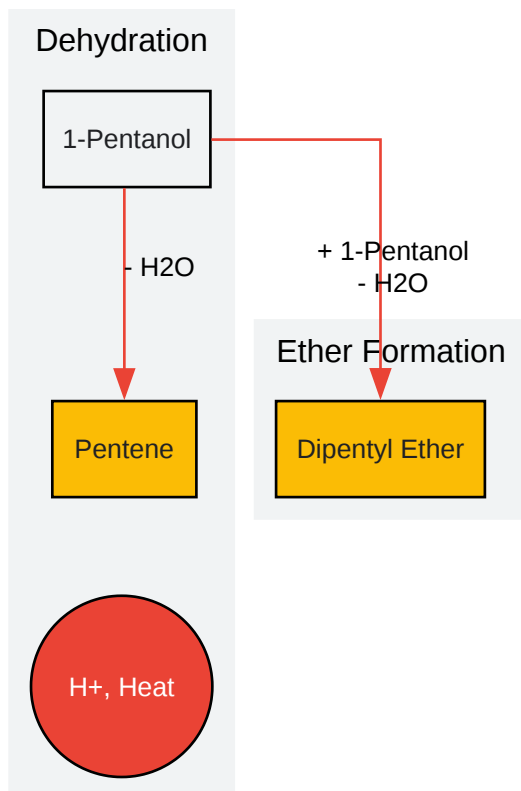 Dehydration
1-Pentanol
- H2O
+ 1-Pentanol
- H2O
Ether Formation
Pentene
Dipentyl Ether
H+, Heat